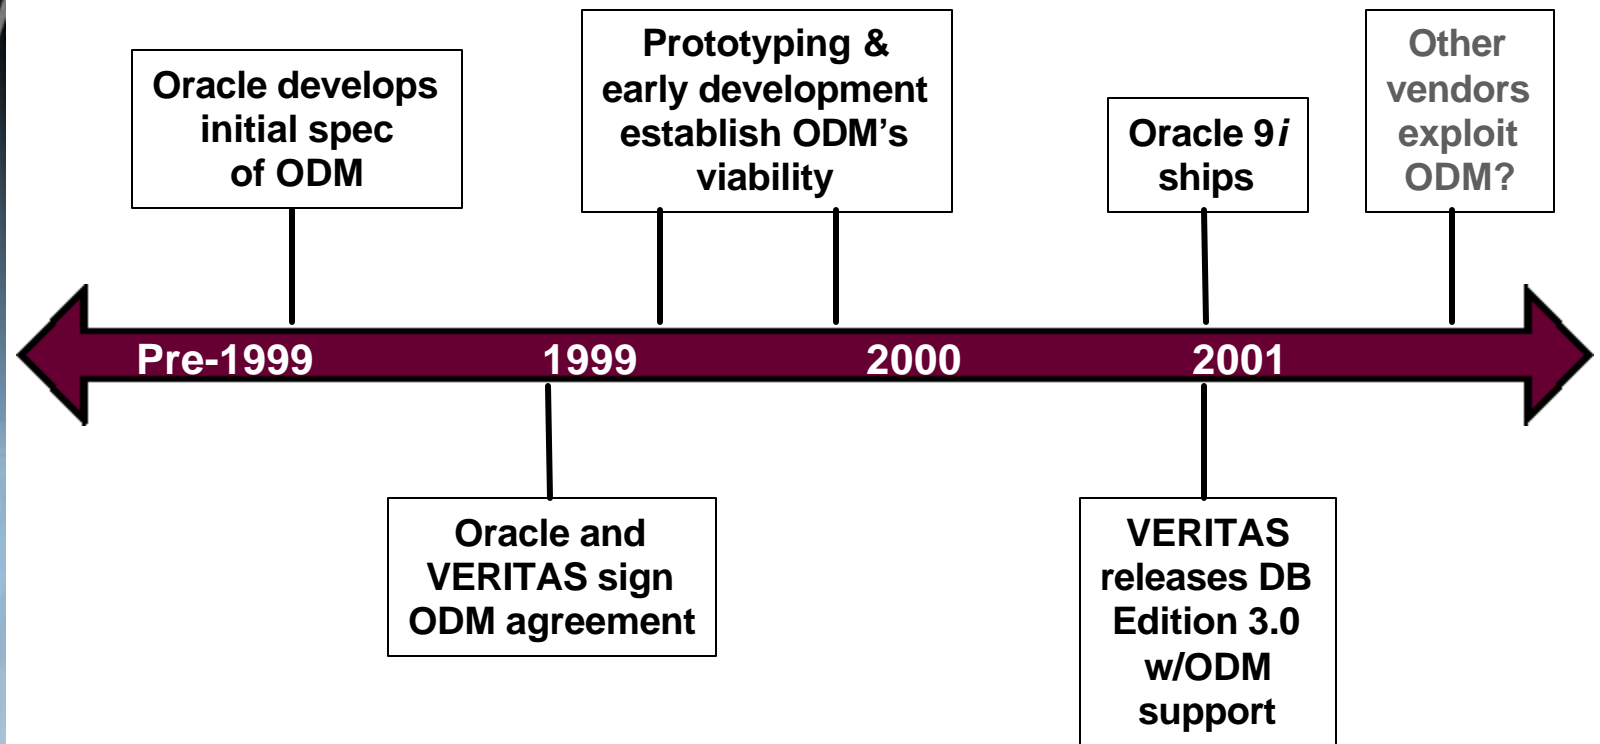 Oracle develops
initial spec
of ODM
Prototyping &
early development
establish ODM’s
viability
Oracle 9i
ships
Other
vendors
exploit
ODM?
Pre-1999
1999
2000
2001
Oracle and
VERITAS sign
ODM agreement
VERITAS
releases DB
Edition 3.0
w/ODM
support